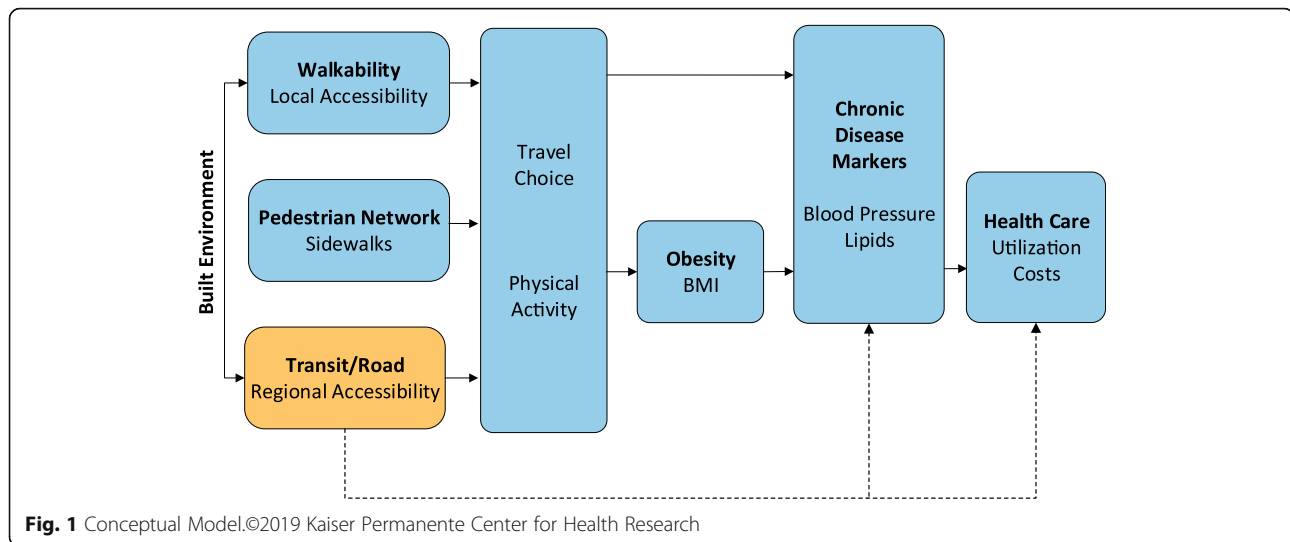 Built Environment
Walkability
Local Accessibility
Pedestrian Network
Sidewalks
Transit/Road
Regional Accessibility
Travel
Choice
Physical
Activity
Obesity
BMI
Chronic
Disease
Markers
Blood Pressure
Lipids
Health Care
Utilization
Costs
Fig. 1 Conceptual Model.©2019 Kaiser Permanente Center for Health Research